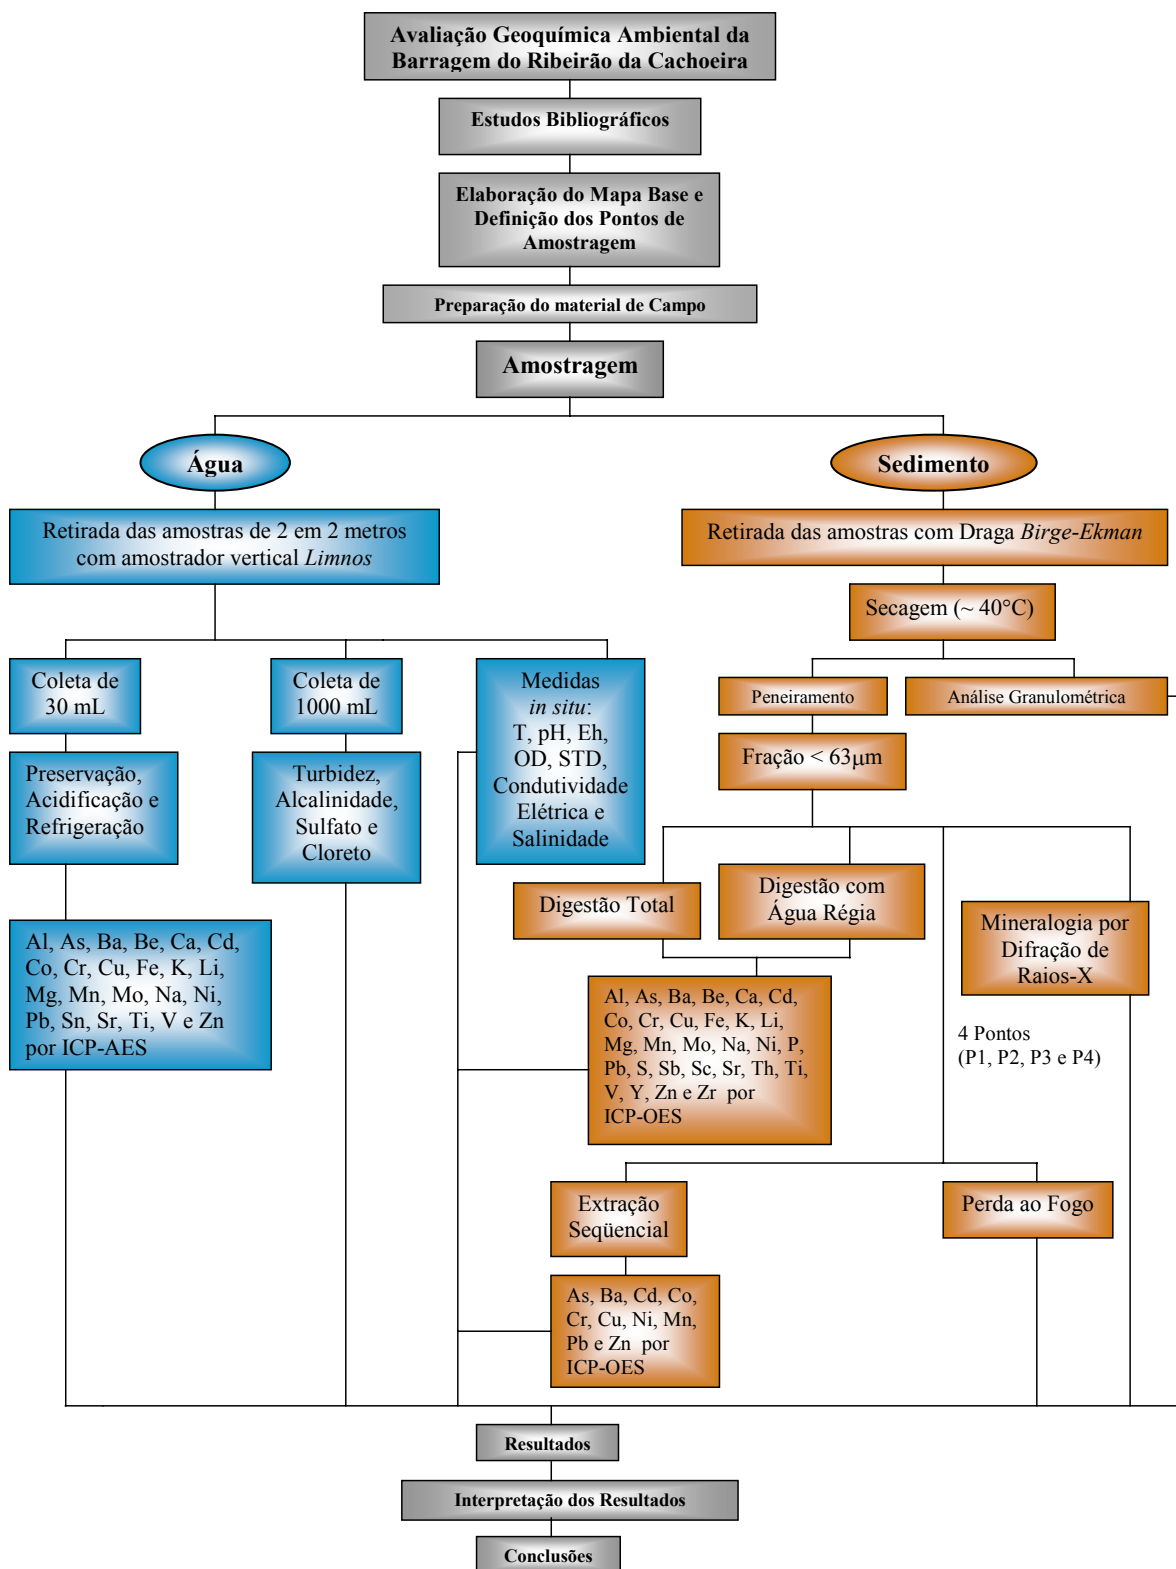 Avaliação Geoquímica Ambiental da
Barragem do Ribeirão da Cachoeira
Estudos Bibliográficos
Elaboração do Mapa Base e
Definição dos Pontos de
Amostragem
Preparação do material de Campo
Amostragem
Água
Sedimento
Retirada das amostras de 2 em 2 metros
com amostrador vertical Limnos
Retirada das amostras com Draga Birge-Ekman
Secagem (~ 40°C)
Coleta de
30 mL
Coleta de
1000 mL
Medidas
in situ:
T, pH, Eh,
OD, STD,
Condutividade
Elétrica e
Salinidade
Peneiramento
Análise Granulométrica
Fração < 63μm
Preservação,
Acidificação e
Refrigeração
Turbidez,
Alcalinidade,
Sulfato e
Cloreto
Digestão Total
Digestão com
Água Régia
Mineralogia por
Difração de
Raios-X
Al, As, Ba, Be, Ca, Cd,
Co, Cr, Cu, Fe, K, Li,
Mg, Mn, Mo, Na, Ni,
Pb, Sn, Sr, Ti, V e Zn
por ICP-AES
Al, As, Ba, Be, Ca, Cd,
Co, Cr, Cu, Fe, K, Li,
Mg, Mn, Mo, Na, Ni, P,
Pb, S, Sb, Sc, Sr, Th, Ti,
V, Y, Zn e Zr por
ICP-OES
4 Pontos
(P1, P2, P3 e P4)
Extração
Seqüencial
Perda ao Fogo
As, Ba, Cd, Co,
Cr, Cu, Ni, Mn,
Pb e Zn por
ICP-OES
Resultados
Interpretação dos Resultados
Conclusões